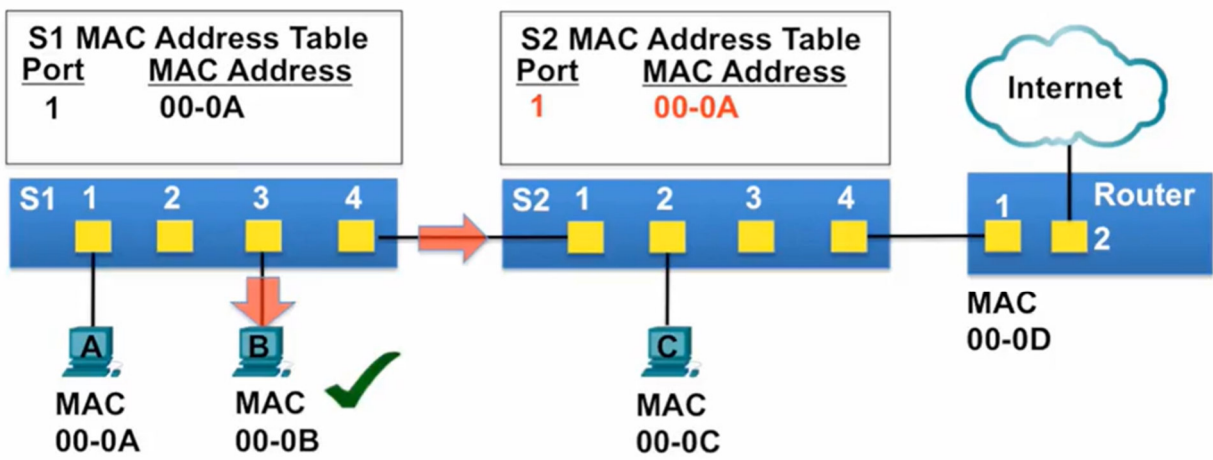 S1 MAC Address Table
Port MAC Address
1 00-0A
S2 MAC Address Table
Port MAC Address
1 00-0A
Internet
S1 1 2 3 4
S2 1 2 3 4
1 Router
2
A
B
C
MAC
00-0A
MAC
00-0B
MAC
00-0C
MAC
00-0D